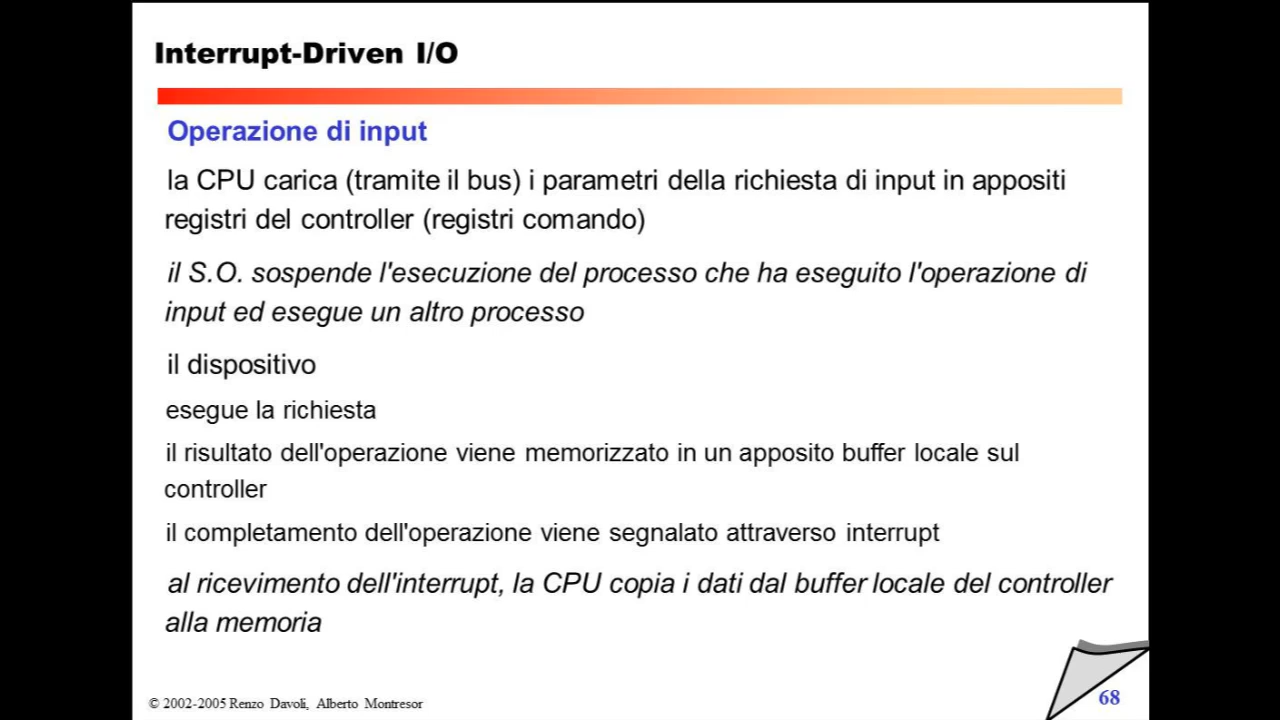 Interrupt-Driven I/O
Operazione di input
la CPU carica (tramite il bus) i parametri della richiesta di input in appositi
registri del controller (registri comando)
il S.O. sospende l'esecuzione del processo che ha eseguito l'operazione di
input ed esegue un altro processo
il dispositivo
esegue la richiesta
il risultato dell'operazione viene memorizzato in un apposito buffer locale sul
controller
il completamento dell'operazione viene segnalato attraverso interrupt
al ricevimento dell'interrupt, la CPU copia i dati dal buffer locale del controller
alla memoria
© 2002-2005 Renzo Davoli, Alberto Montresor
68